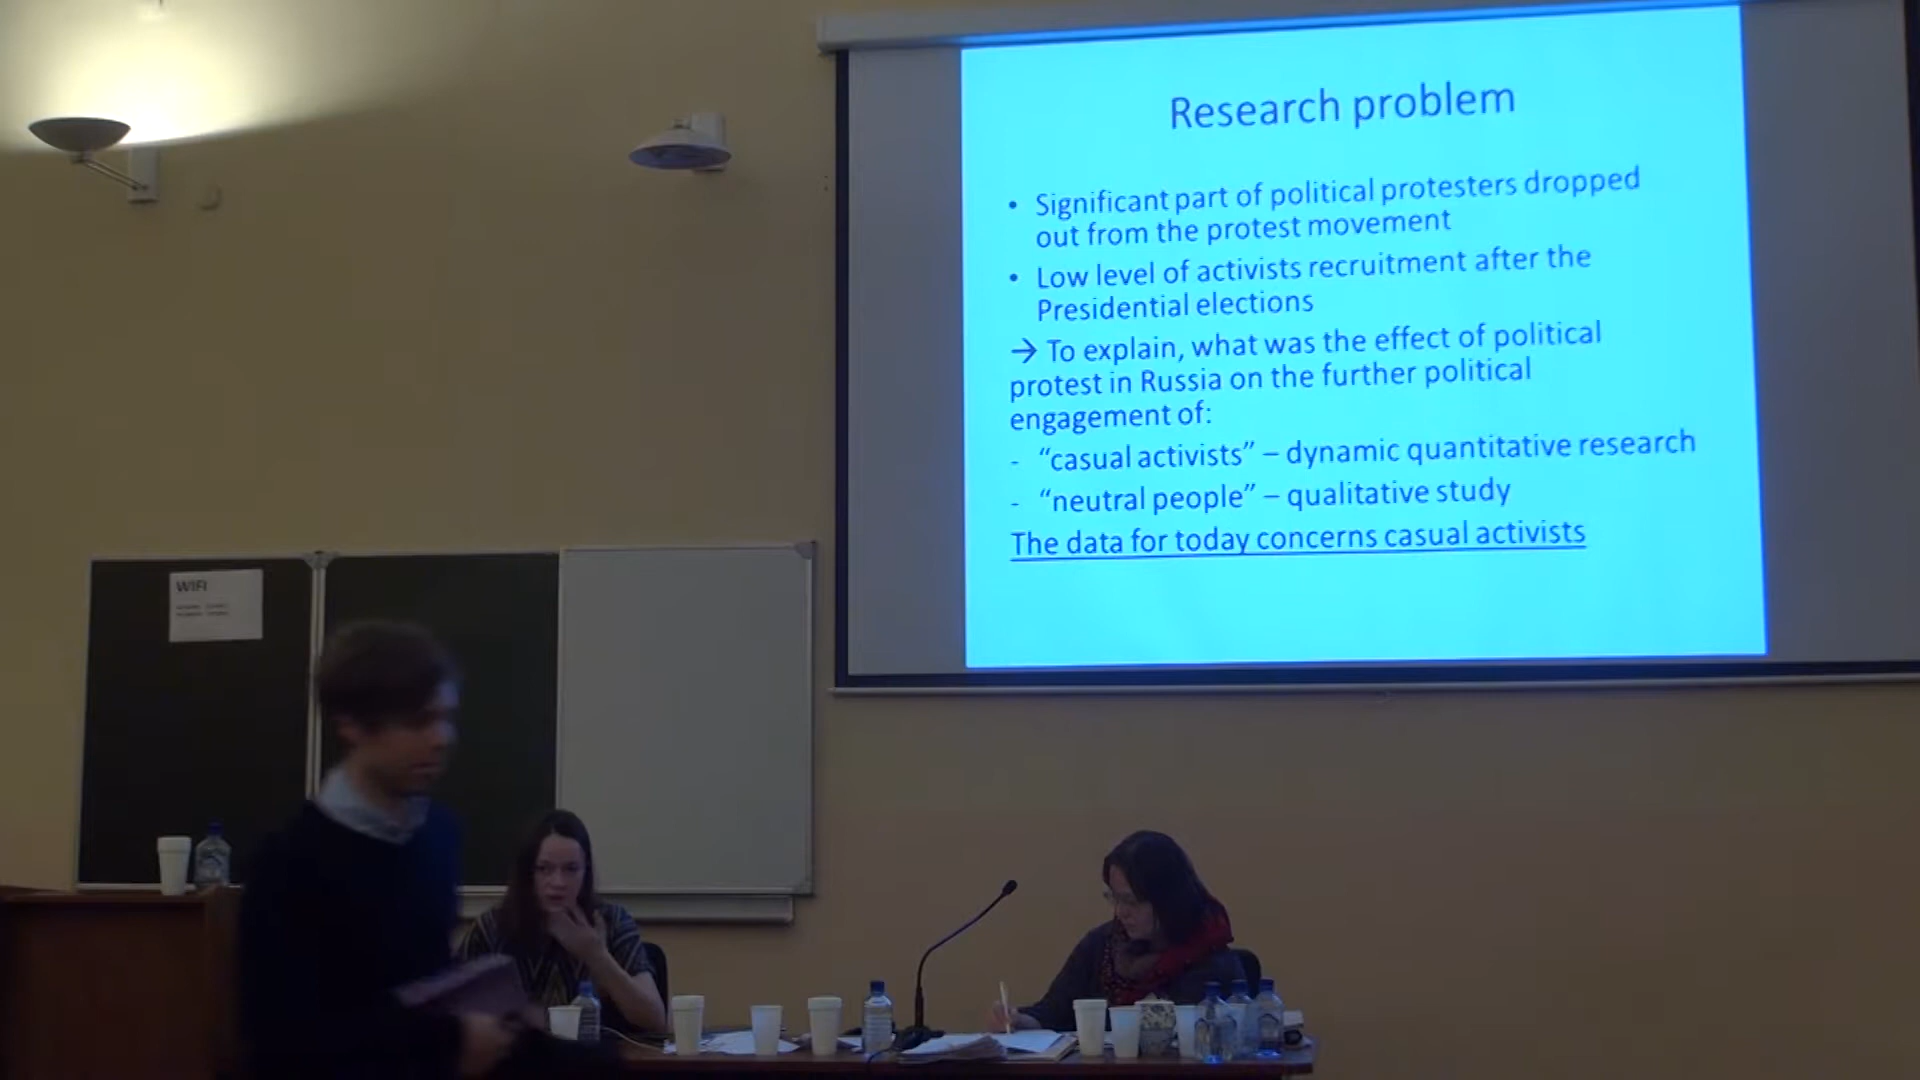 Research problem
• Significant part of political protesters dropped
out from the protest movement
• Low level of activists recruitment after the
Presidential elections
→ To explain, what was the effect of political
protest in Russia on the further political
engagement of:
- “casual activists” – dynamic quantitative research
- “neutral people” – qualitative study
The data for today concerns casual activists
WIFI